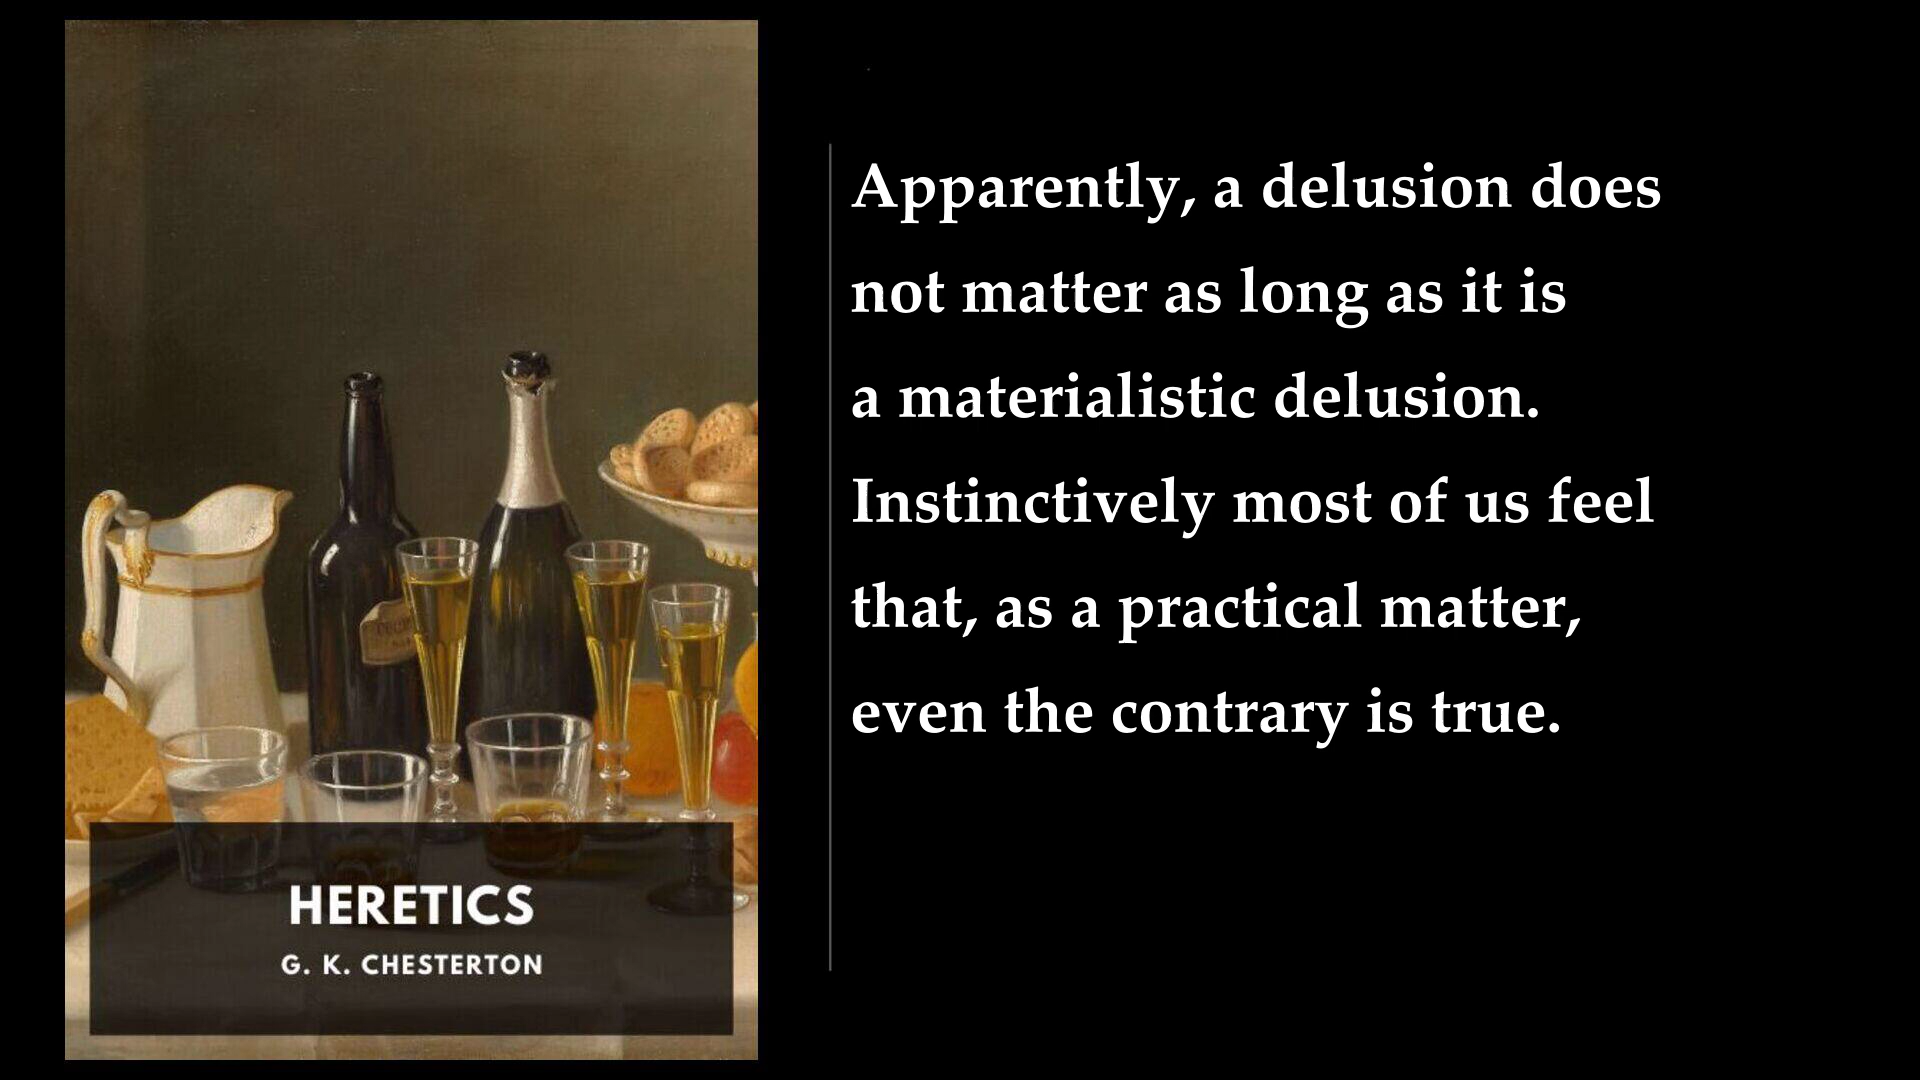 HERETICS
G. K. CHESTERTON
Apparently, a delusion does
not matter as long as it is
a materialistic delusion.
Instinctively most of us feel
that, as a practical matter,
even the contrary is true.